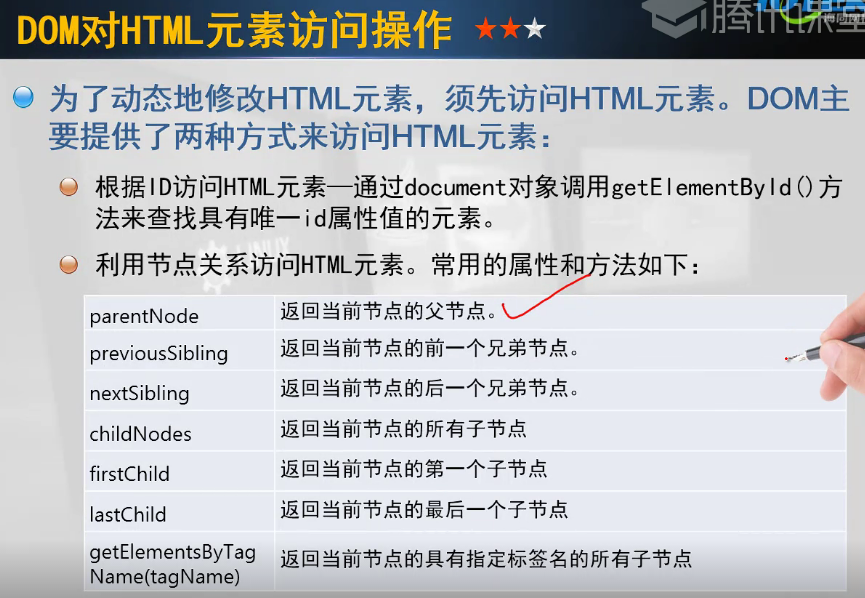 DOM对HTML元素访问操作
腾讯课堂
为了动态地修改HTML元素，须先访问HTML元素。DOM主
要提供了两种方式来访问HTML元素：
根据ID访问HTML元素—通过document对象调用getElementById()方
法来查找具有唯一id属性值的元素。
利用节点关系访问HTML元素。常用的属性和方法如下：
parentNode 返回当前节点的父节点。
previousSibling 返回当前节点的前一个兄弟节点。
nextSibling 返回当前节点的后一个兄弟节点。
childNodes 返回当前节点的所有子节点
firstChild 返回当前节点的第一个子节点
lastChild 返回当前节点的最后一个子节点
getElementsByTag
Name(tagName) 返回当前节点的具有指定标签名的所有子节点